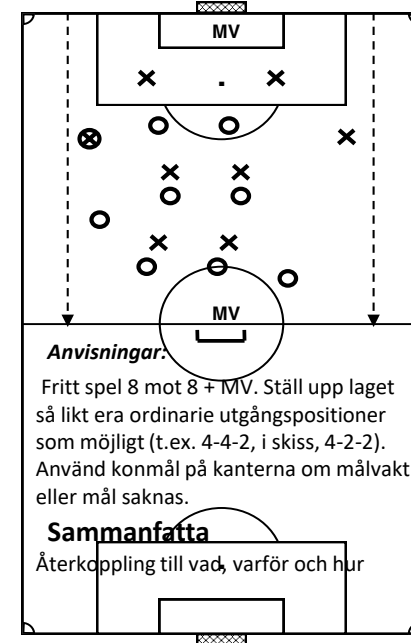 MV
MV
Anvisningar:
Fritt spel 8 mot 8 + MV. Ställ upp laget
så likt era ordinarie utgångspositioner
som möjligt (t.ex. 4-4-2, i skiss, 4-2-2).
Använd konmål på kanterna om målvakt
eller mål saknas.
Sammanfatta
Återkoppling till vad, varför och hur